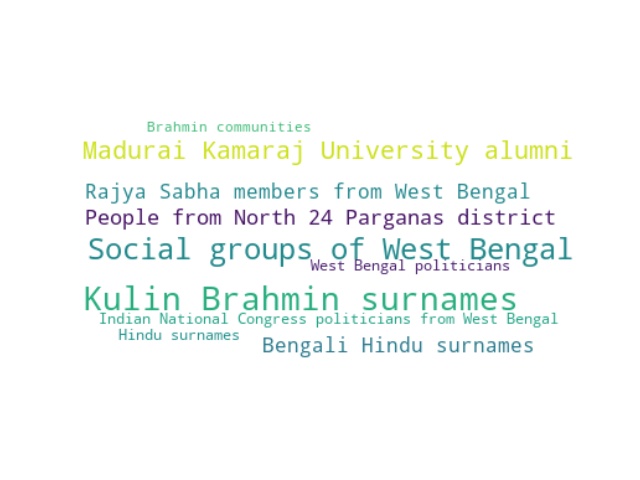 Brahmin communities
Madurai Kamaraj University alumni
Rajya Sabha members from West Bengal
People from North 24 Parganas district
Social groups of West Bengal
West Bengal politicians
Kulin Brahmin surnames
Indian National Congress politicians from West Bengal
Hindu surnames
Bengali Hindu surnames